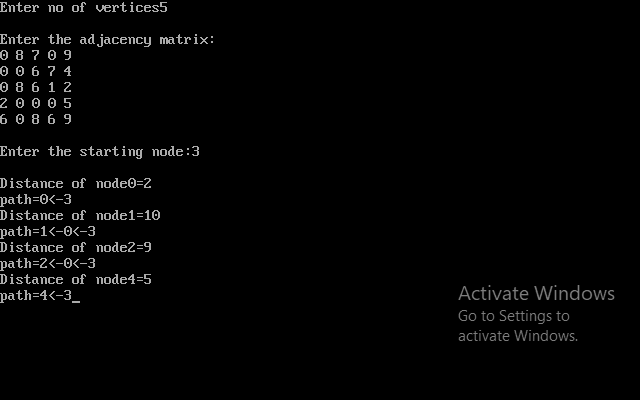 Enter no of vertices5
Enter the adjacency matrix:
0 8 7 0 9
0 0 6 7 4
0 8 6 1 2
2 0 0 0 5
6 0 8 6 9
Enter the starting node:3
Distance of node0=2
path=0<-3
Distance of node1=10
path=1<-0<-3
Distance of node2=9
path=2<-0<-3
Distance of node4=5
path=4<-3_
Activate Windows
Go to Settings to
activate Windows.